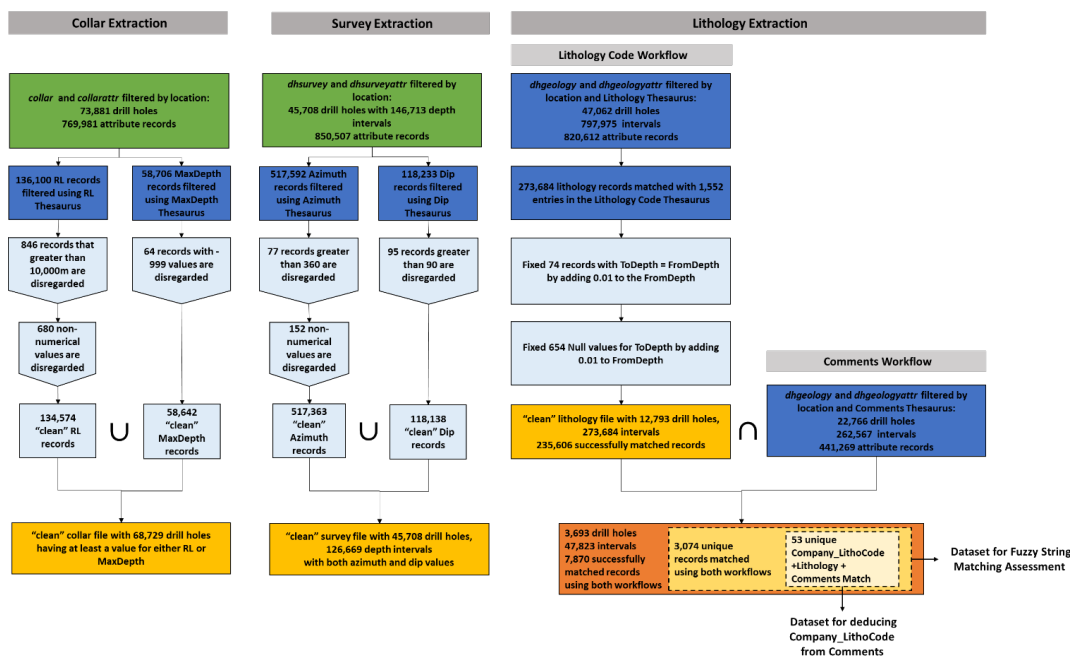 Collar Extraction
collar and collarattr filtered by location:
73,881 drill holes
769,981 attribute records
136,100 RL records
filtered using RL
Thesaurus
58,706 MaxDepth
records filtered
using MaxDepth
Thesaurus
846 records that
greater than
10,000m are
disregarded
64 records with -
999 values are
disregarded
680 non-
numerical
values are
disregarded
134,574
“clean” RL
records
∪
58,642
“clean”
MaxDepth
records
“clean” collar file with 68,729 drill holes
having at least a value for either RL or
MaxDepth
Survey Extraction
dhsurvey and dhsurveyattr filtered by
location:
45,708 drill holes with 146,713 depth
intervals
850,507 attribute records
517,592 Azimuth
records filtered
using Azimuth
Thesaurus
118,233 Dip
records filtered
using Dip
Thesaurus
77 records greater
than 360 are
disregarded
95 records
greater than 90
are disregarded
152 non-
numerical
values are
disregarded
517,363
“clean”
Azimuth
records
∪
118,138
“clean” Dip
records
“clean” survey file with 45,708 drill holes,
126,669 depth intervals
with both azimuth and dip values
Lithology Extraction
Lithology Code Workflow
dhgeology and dhgeologyattr filtered by
location and Lithology Thesaurus:
47,062 drill holes
797,975 intervals
820,612 attribute records
273,684 lithology records matched with 1,552
entries in the Lithology Code Thesaurus
Fixed 74 records with ToDepth = FromDepth
by adding 0.01 to the FromDepth
Fixed 654 Null values for ToDepth by adding
0.01 to FromDepth
“clean” lithology file with 12,793 drill holes,
273,684 intervals
235,606 successfully matched records
∩
Comments Workflow
dhgeology and dhgeologyattr filtered by
location and Comments Thesaurus:
22,766 drill holes
262,567 intervals
441,269 attribute records
3,693 drill holes
47,823 intervals
7,870 successfully
matched records
using both workflows
3,074 unique
records matched
using both workflows
53 unique
Company_LithoCode
+Lithology +
Comments Match
Dataset for Fuzzy String
Matching Assessment
Dataset for deducing
Company_LithoCode
from Comments